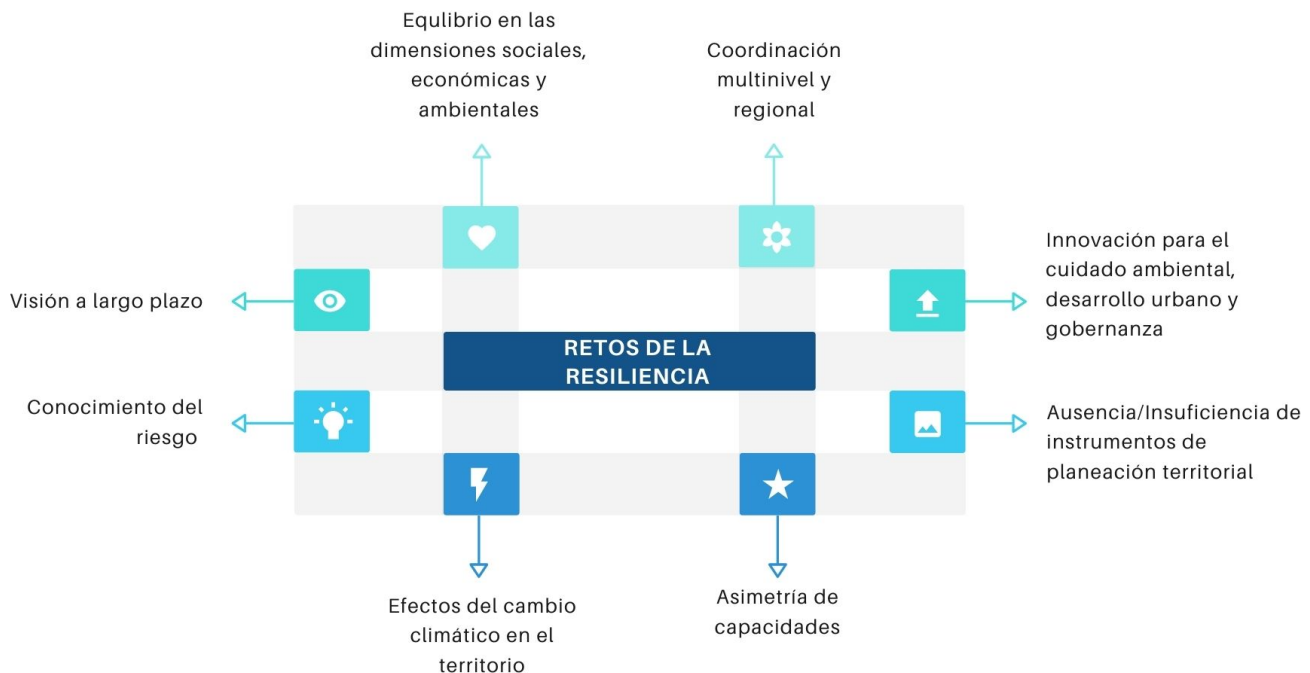 Equlibrio en las
dimensiones sociales,
económicas y
ambientales
Coordinación
multinivel y
regional
Visión a largo plazo
Innovación para el
cuidado ambiental,
desarrollo urbano y
gobernanza
RETOS DE LA
RESILIENCIA
Conocimiento del
riesgo
Ausencia/Insuficiencia de
instrumentos de
planeación territorial
Efectos del cambio
climático en el
territorio
Asimetría de
capacidades